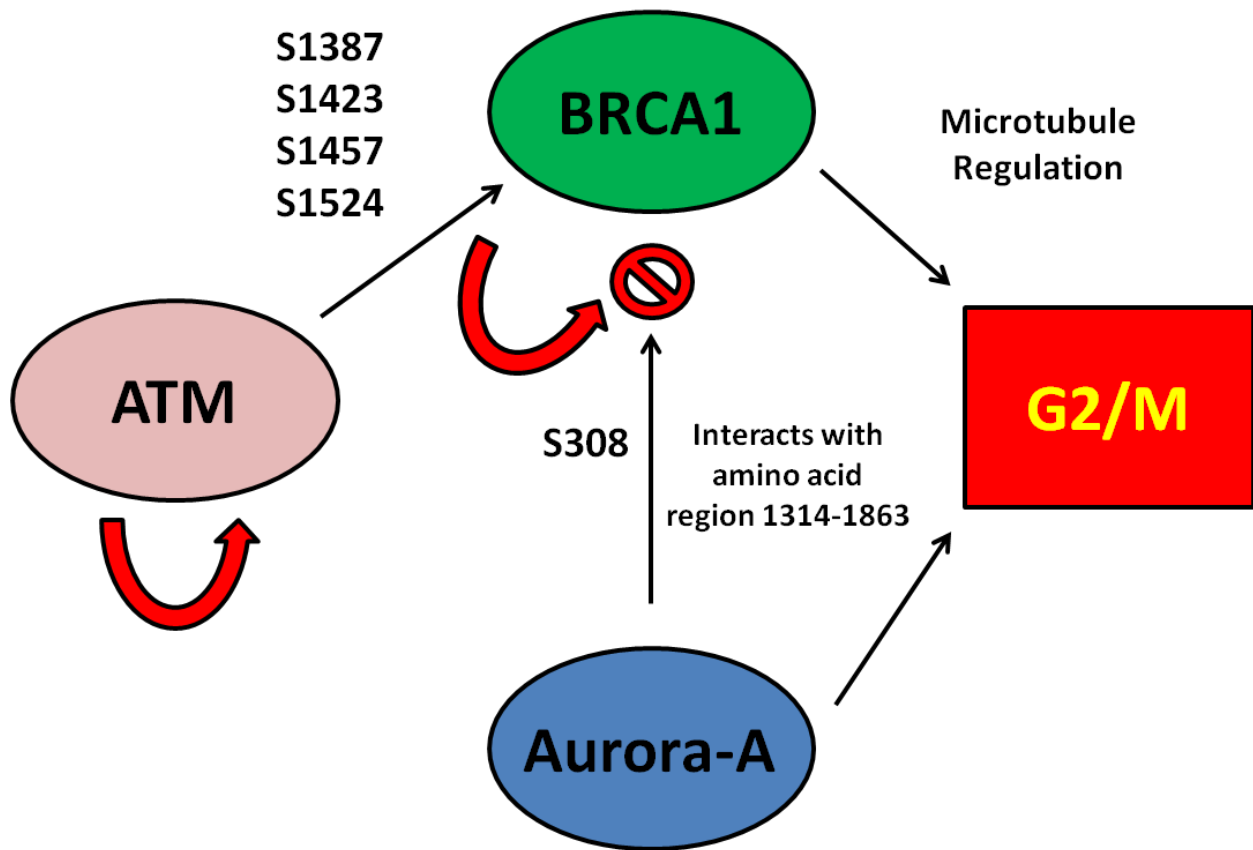 S1387
S1423
S1457
S1524
BRCA1
Microtubule
Regulation
ATM
G2/M
S308
Interacts with
amino acid
region 1314-1863
Aurora-A